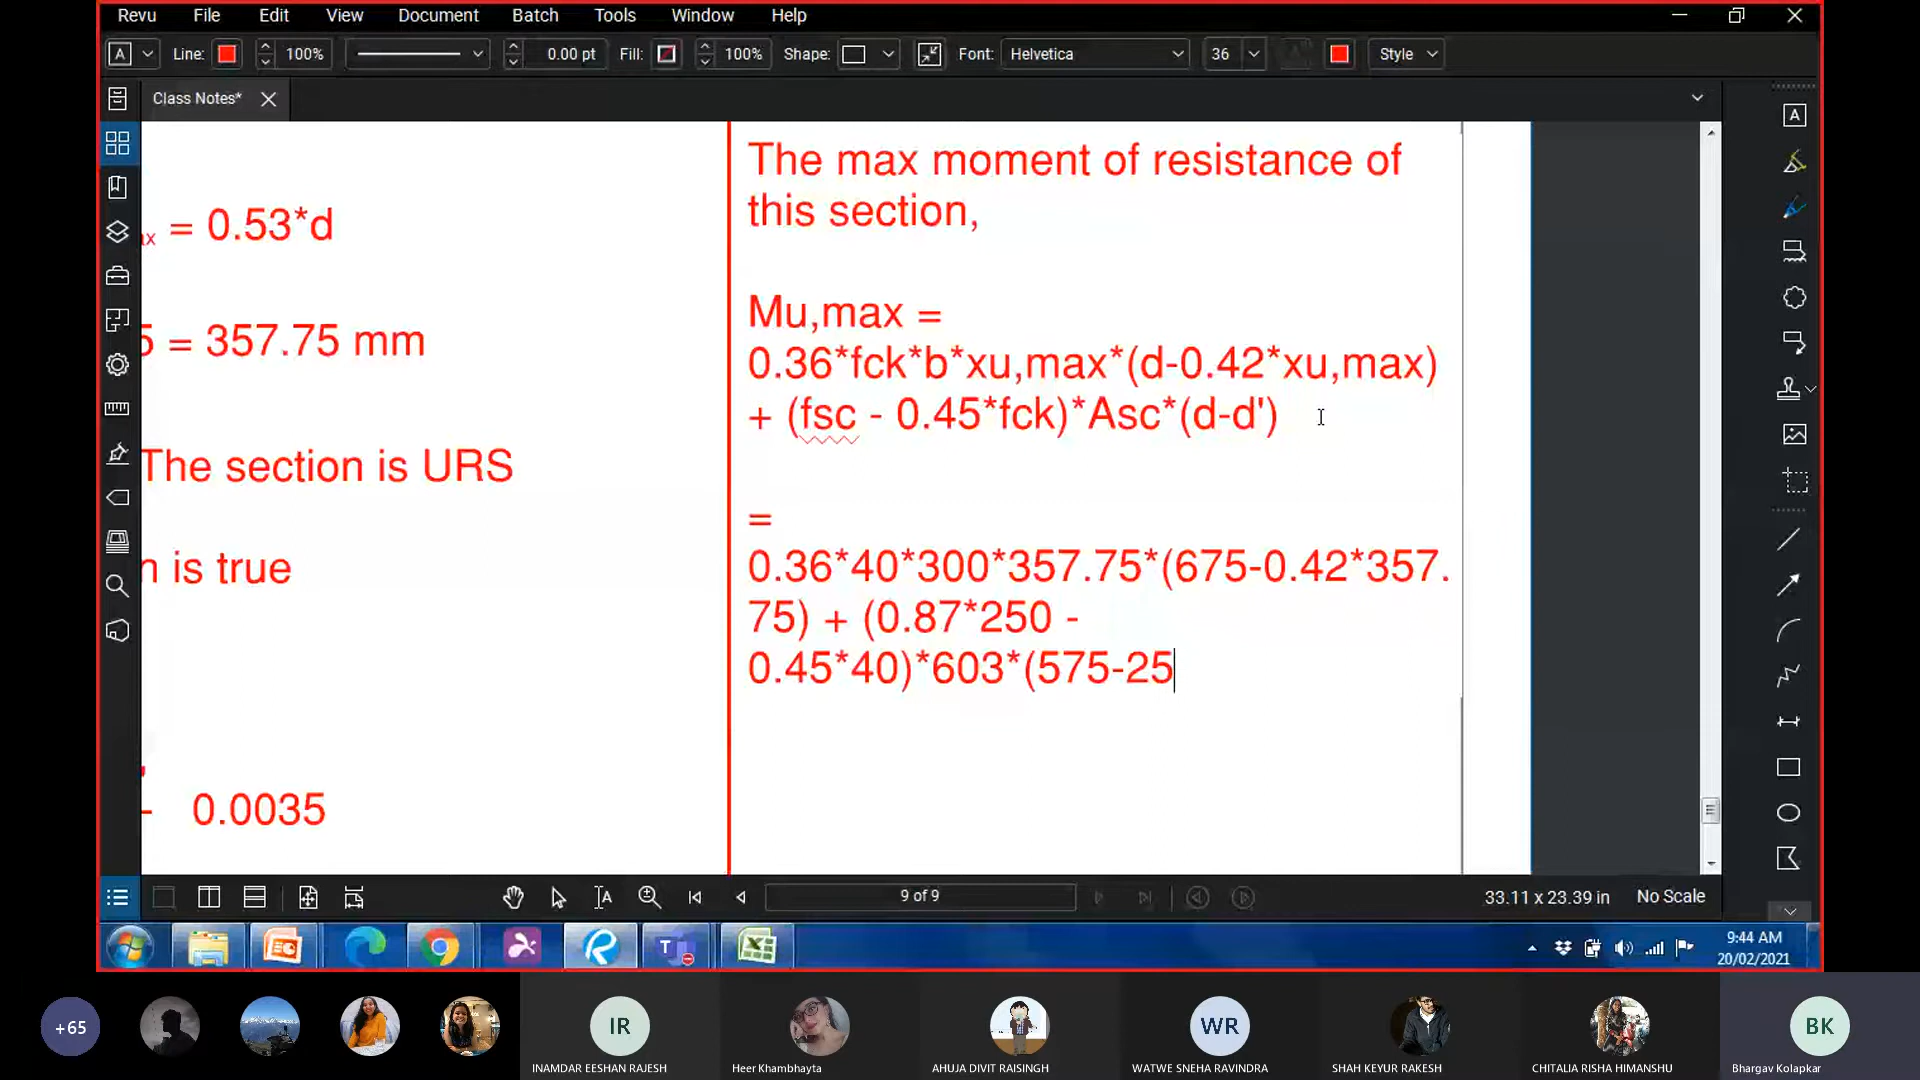 Revu File Edit View Document Batch Tools Window Help
A Line: 100% 0.00 pt Fill: 100% Shape: Font: Helvetica 36 Style
Class Notes*
= 0.53*d
= 357.75 mm
The section is URS
n is true
- 0.0035
The max moment of resistance of
this section,
Mu,max =
0.36*fck*b*xu,max*(d-0.42*xu,max)
+ (fsc - 0.45*fck)*Asc*(d-d')
=
0.36*40*300*357.75*(675-0.42*357.
75) + (0.87*250 -
0.45*40)*603*(575-25
9 of 9
33.11 x 23.39 in No Scale
9:44 AM
20/02/2021
+65
IR
WR
BK
INAMDAR EESHAN RAJESH
Heer Khambhayta
AHUJA DIVIT RAISINGH
WATWE SNEHA RAVINDRA
SHAH KEYUR RAKESH
CHITALIA RISHA HIMANSHU
Bhargav Kolapkar